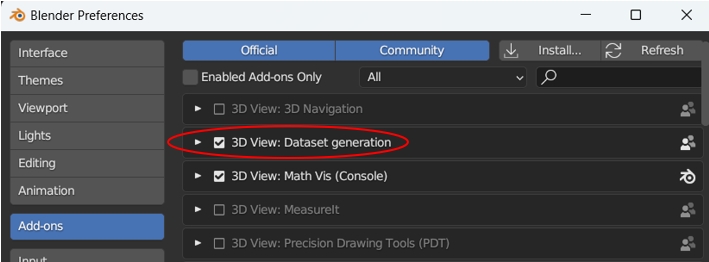 Blender Preferences
Interface
Themes
Viewport
Lights
Editing
Animation
Add-ons
Input
Official Community Install... Refresh
Enabled Add-ons Only All
3D View: 3D Navigation
3D View: Dataset generation
3D View: Math Vis (Console)
3D View: MeasureIt
3D View: Precision Drawing Tools (PDT)